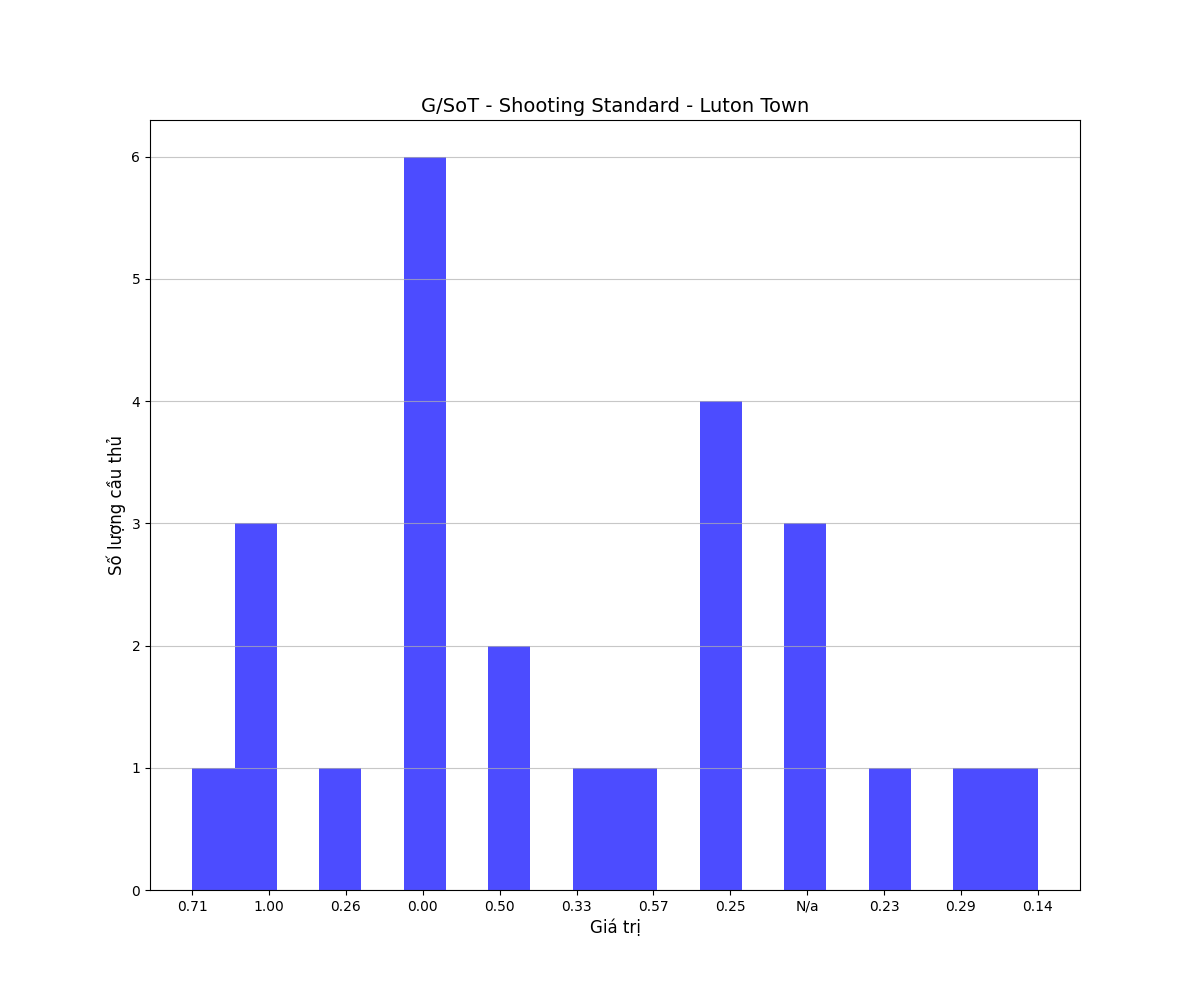 G/SoT - Shooting Standard - Luton Town
6
5
4
3
2
1
0
Số lượng cầu thủ
0.71 1.00 0.26 0.00 0.50 0.33 0.57 0.25 N/a 0.23 0.29 0.14
Giá trị